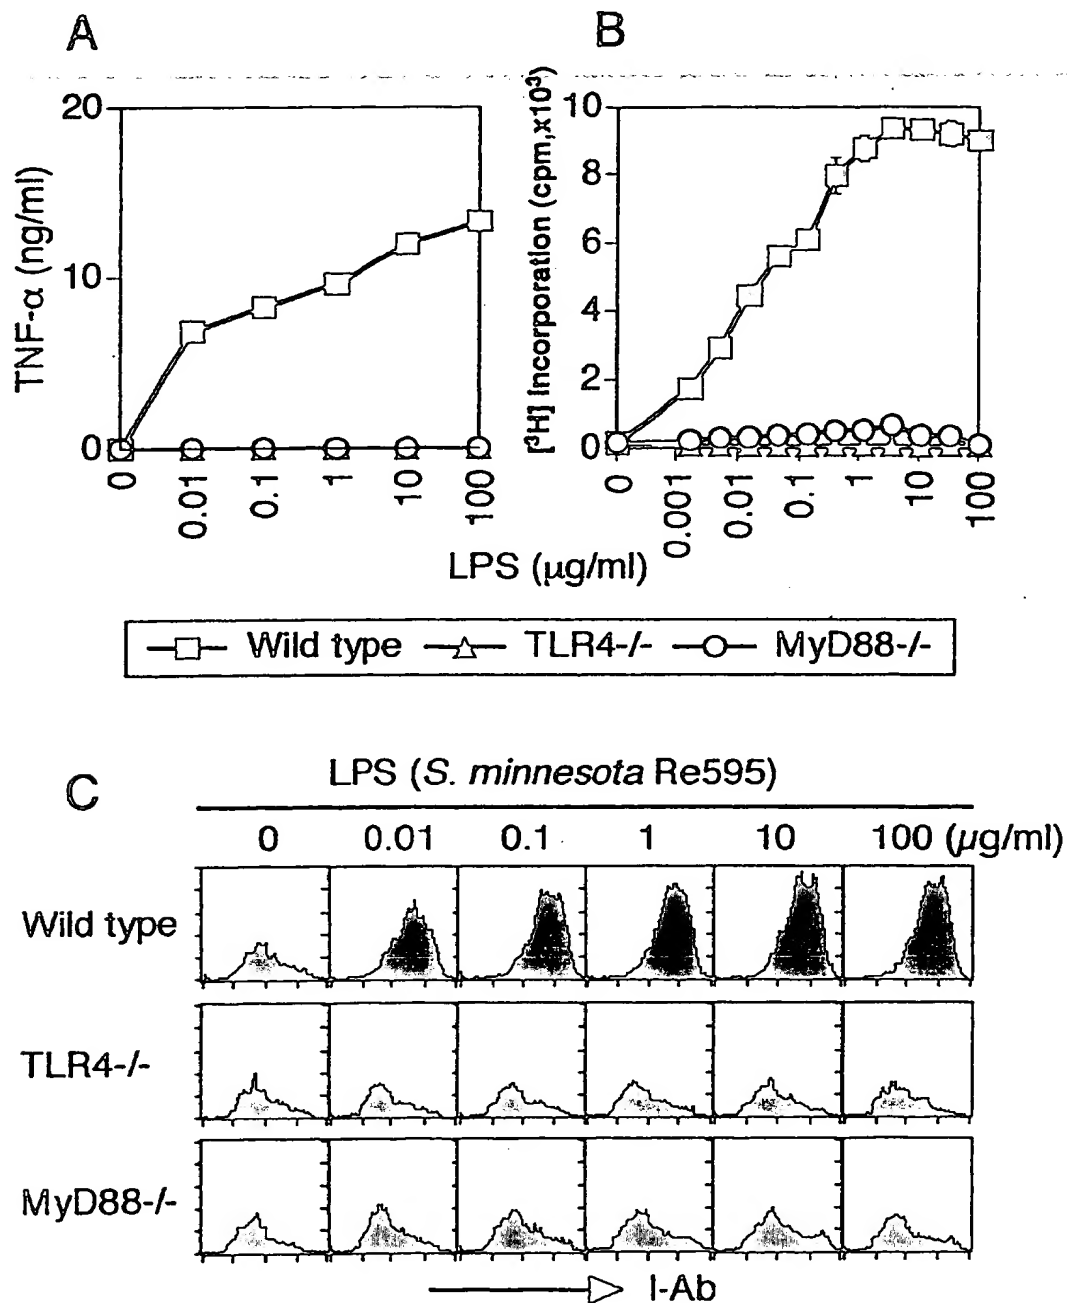 A
B
TNF-α (ng/ml)
20
10
0
0
0.01
0.1
1
10
100
[³H] Incorporation (cpm,x10³)
10
8
6
4
2
0
0
0.001
0.01
0.1
1
10
100
LPS (μg/ml)
Wild type TLR4-/- MyD88-/-
C
LPS (S. minnesota Re595)
0 0.01 0.1 1 10 100 (μg/ml)
Wild type
TLR4-/-
MyD88-/-
I-Ab